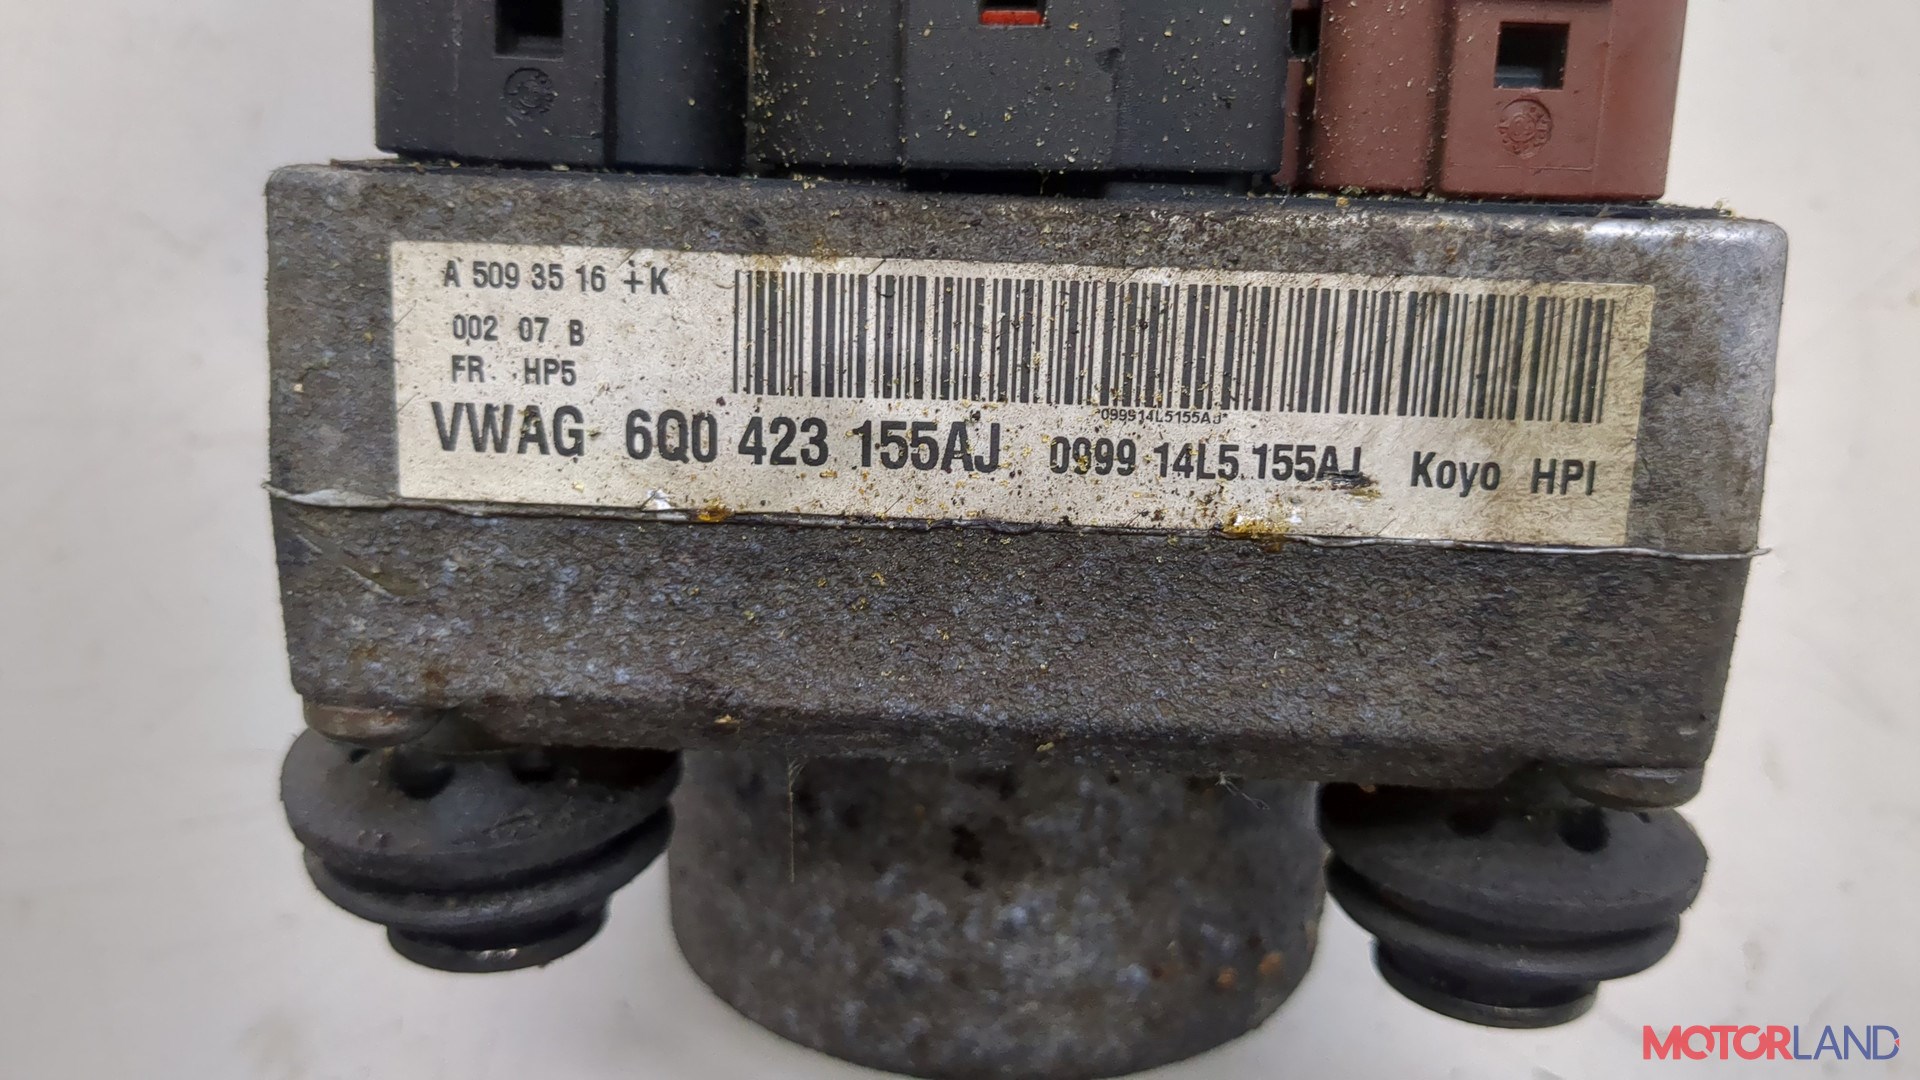 A 509 35 16 +K
002 07 B
FR. HP5
*099914L5155AJ*
VWAG 6Q0 423 155AJ 0999 14L5 155AJ Koyo HPI
MOTORLAND